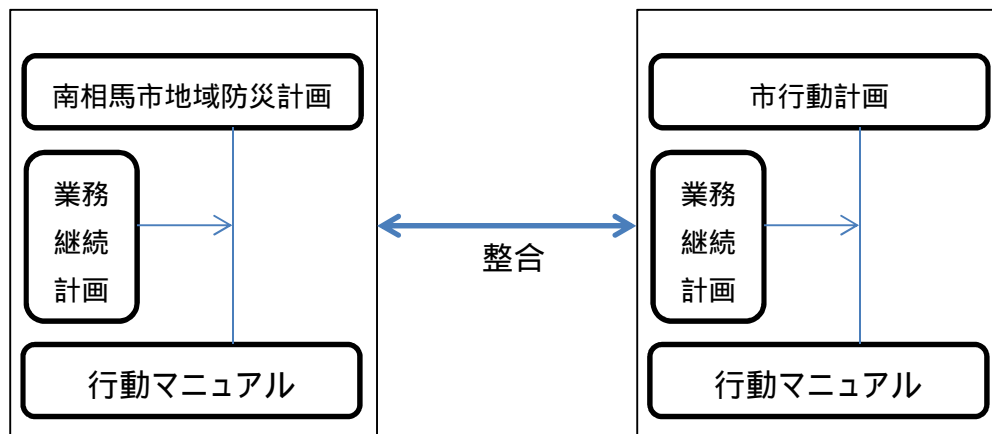 南相馬市地域防災計画
業務
継続
計画
行動マニュアル
整合
市行動計画
業務
継続
計画
行動マニュアル